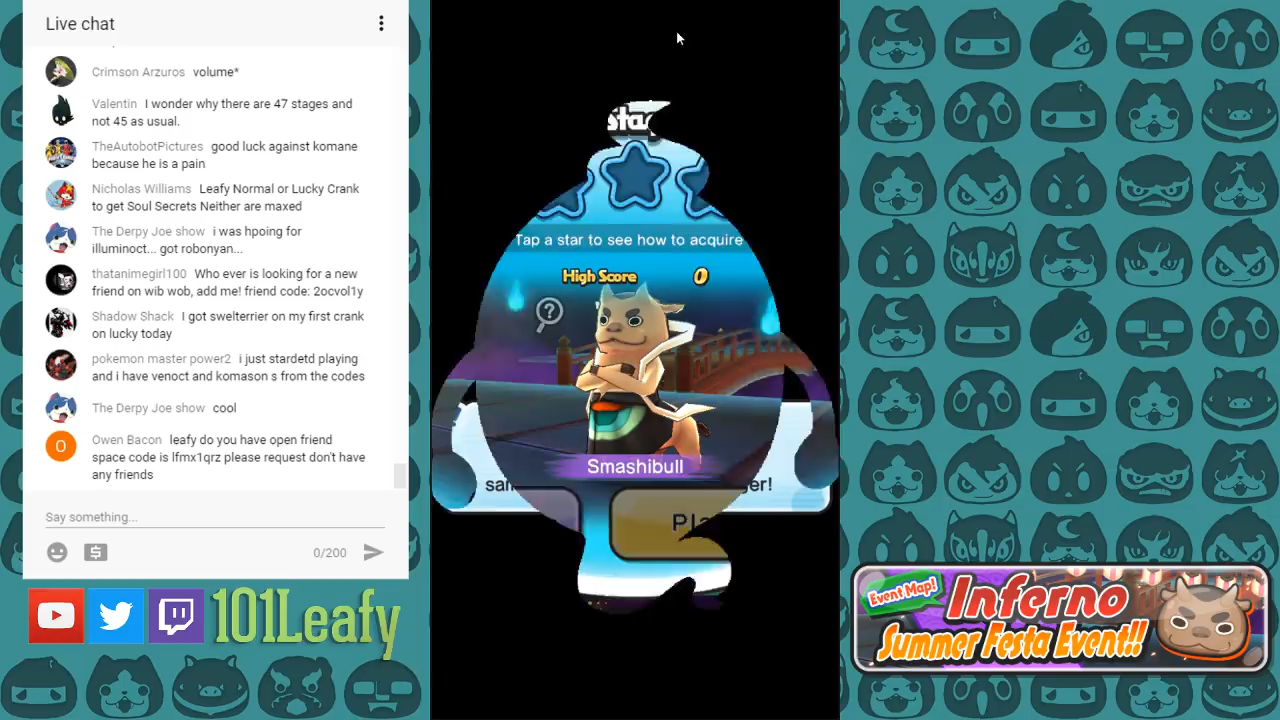 Live chat
Crimson Arzuros volume*
Valentin I wonder why there are 47 stages and
not 45 as usual.
TheAutobotPictures good luck against komane
because he is a pain
Nicholas Williams Leafy Normal or Lucky Crank
to get Soul Secrets Neither are maxed
The Derpy Joe show i was hpoing for
illuminoct... got robonyan...
thatanimegirl100 Who ever is looking for a new
friend on wib wob, add me! friend code: 2ocvol1y
Shadow Shack I got swelterrier on my first crank
on lucky today
pokemon master power2 i just stardetd playing
and i have venoct and komason s from the codes
The Derpy Joe show cool
O
Owen Bacon leafy do you have open friend
space code is lfmx1qrz please request don't have
any friends
Say something...
0/200
101Leafy
Tap a star to see how to acquire
High Score 0
?
Smashibull
Event Map!
Inferno
Summer Festa Event!!